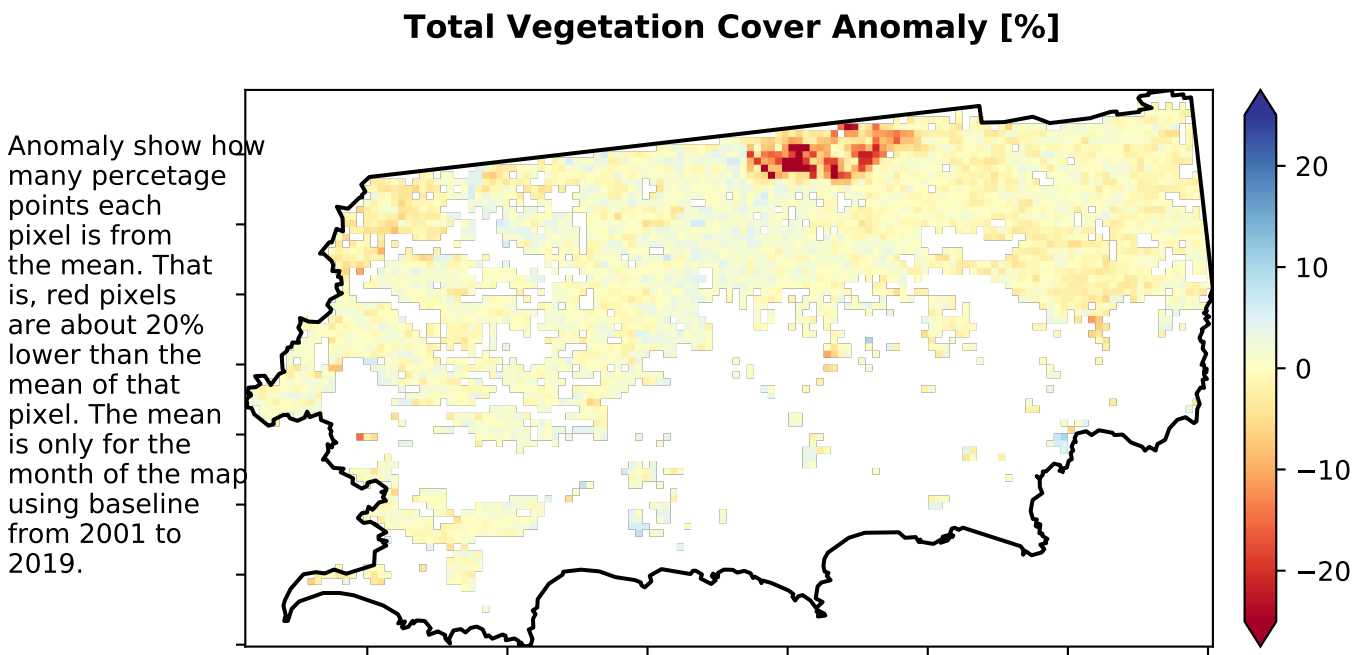 Total Vegetation Cover Anomaly [%]
Anomaly show how
many percetage
points each
pixel is from
the mean. That
is, red pixels
are about 20%
lower than the
mean of that
pixel. The mean
is only for the
month of the map
using baseline
from 2001 to
2019.
20
10
0
−10
−20